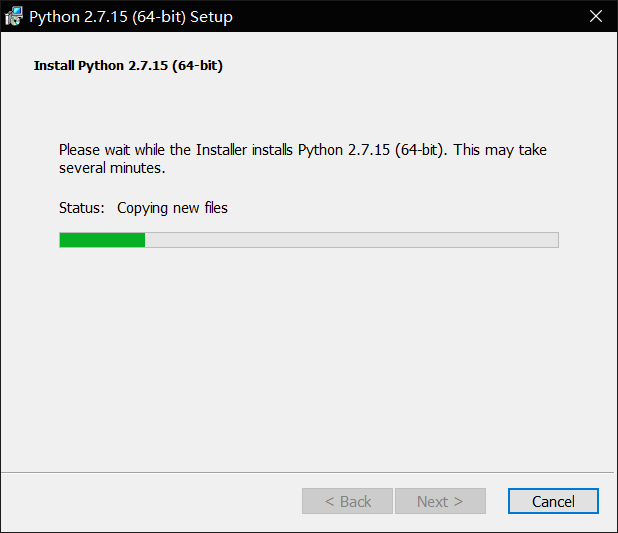 Python 2.7.15 (64-bit) Setup
Install Python 2.7.15 (64-bit)
Please wait while the Installer installs Python 2.7.15 (64-bit). This may take
several minutes.
Status: Copying new files
< Back Next > Cancel